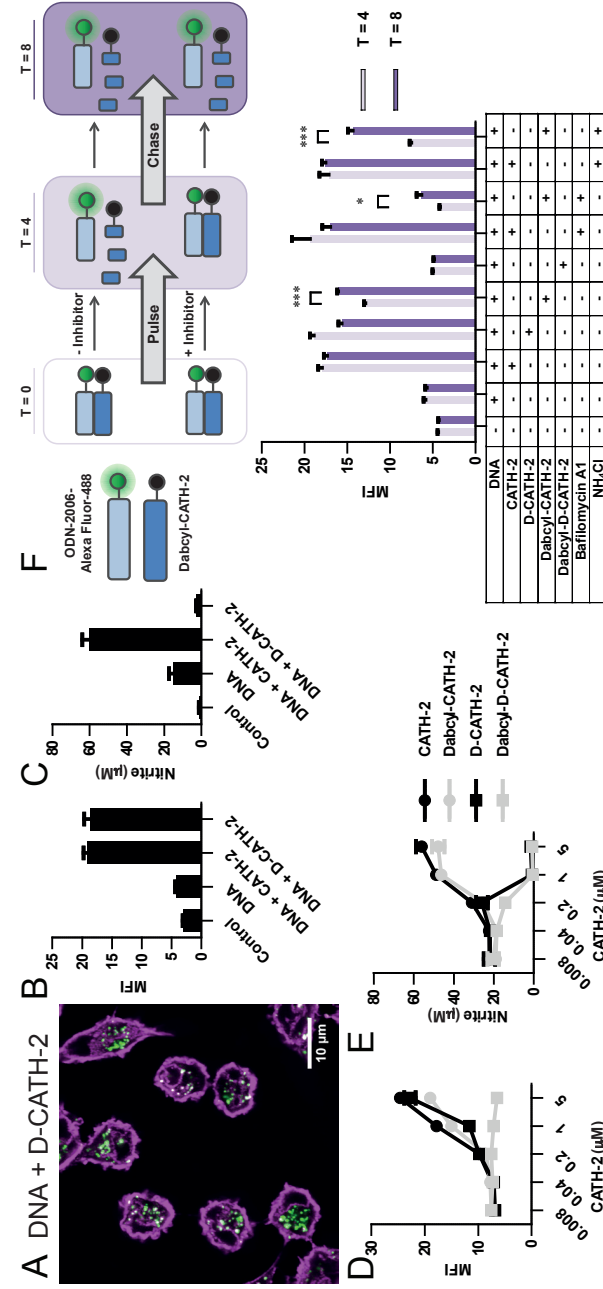 A DNA + D-CATH-2
10 µm
B
MFI
25
20
15
10
5
0
Control
DNA
DNA + CATH-2
DNA + D-CATH-2
C
Nitrite (µM)
80
60
40
20
0
Control
DNA
DNA + CATH-2
DNA + D-CATH-2
D
MFI
30
20
10
0
0.008
0.04
0.2
1
5
CATH-2 (µM)
E
Nitrite (µM)
80
60
40
20
0
0.008
0.04
0.2
1
5
CATH-2 (µM)
CATH-2
Dabcyl-CATH-2
D-CATH-2
Dabcyl-D-CATH-2
F
ODN-2006-
Alexa Fluor-488
Dabcyl-CATH-2
T = 0
T = 4
T = 8
- Inhibitor
Pulse
Chase
+ Inhibitor
MFI
25
20
15
10
5
0
***
*
***
T = 4
T = 8
DNA - + + + + + + + + +
CATH-2 - - + - - - + - + -
D-CATH-2 - - - + - - - - - -
Dabcyl-CATH-2 - - - - + - - + - +
Dabcyl-D-CATH-2 - - - - - + - - - -
Bafilomycin A1 - - - - - - + + - -
NH4Cl - - - - - - - - + +